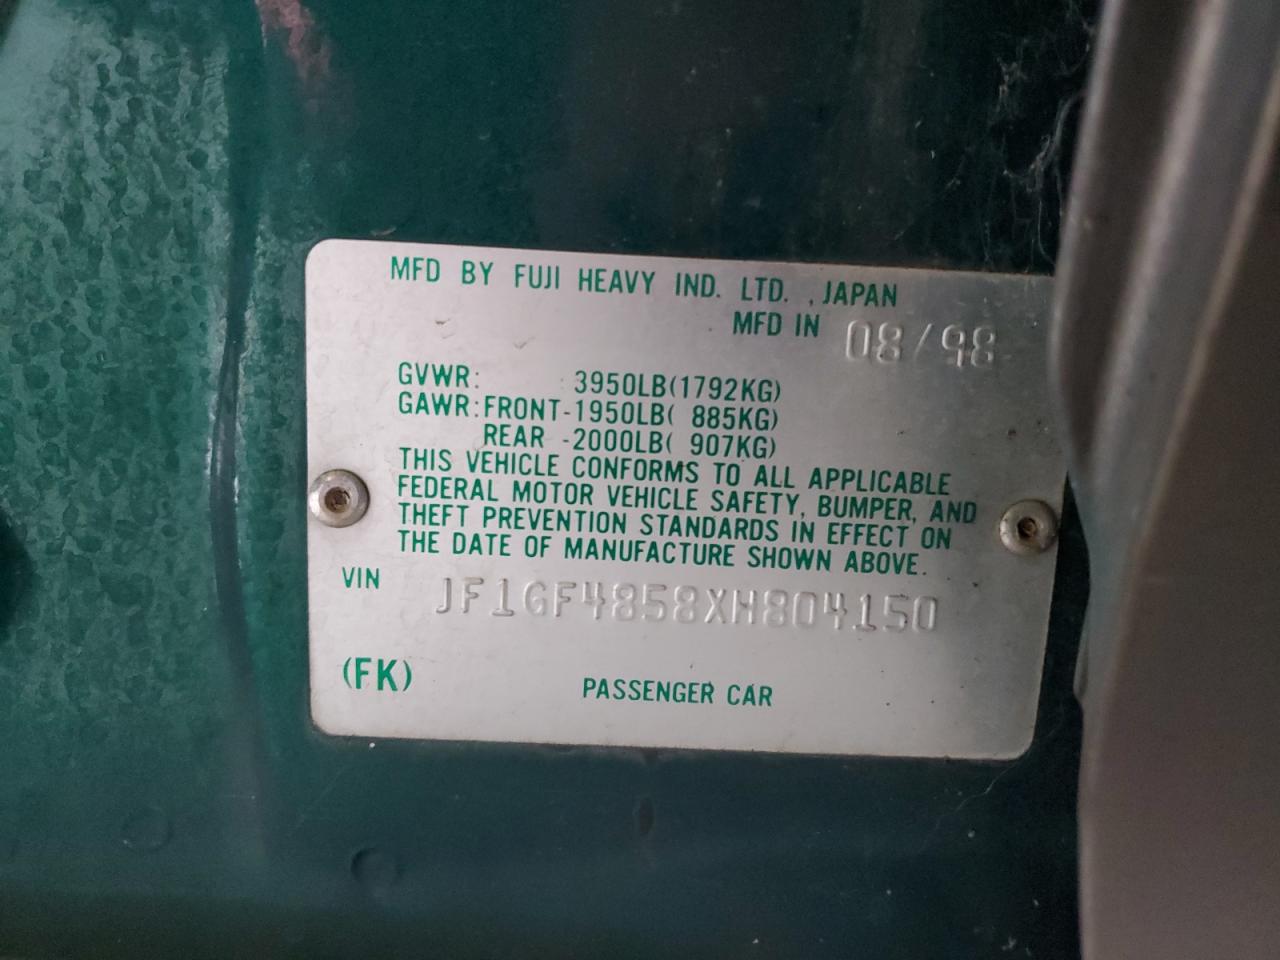 MFD BY FUJI HEAVY IND. LTD. , JAPAN
MFD IN 08/98
GVWR: 3950LB(1792KG)
GAWR:FRONT-1950LB( 885KG)
REAR -2000LB( 907KG)
THIS VEHICLE CONFORMS TO ALL APPLICABLE
FEDERAL MOTOR VEHICLE SAFETY, BUMPER, AND
THEFT PREVENTION STANDARDS IN EFFECT ON
THE DATE OF MANUFACTURE SHOWN ABOVE.
VIN JF1GF4858XH804150
(FK) PASSENGER CAR